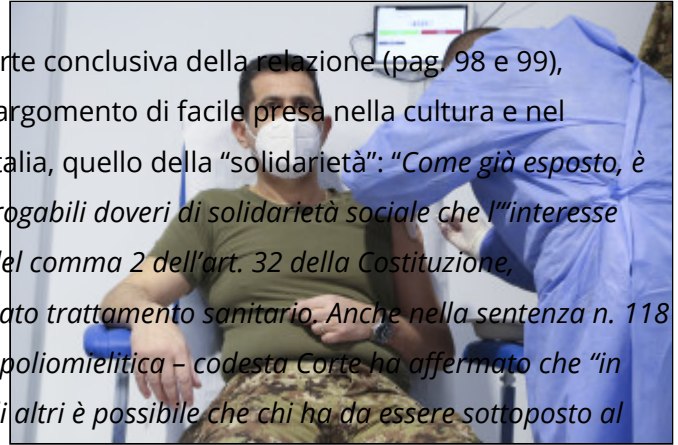 rte conclusiva della relazione (pag. 98 e 99),
argomento di facile presa nella cultura e nel
talia, quello della “solidarietà”: “Come già esposto, è
rogabili doveri di solidarietà sociale che l’“interesse
del comma 2 dell’art. 32 della Costituzione,
ato trattamento sanitario. Anche nella sentenza n. 118
poliomielitica – codesta Corte ha affermato che “in
i altri è possibile che chi ha da essere sottoposto al